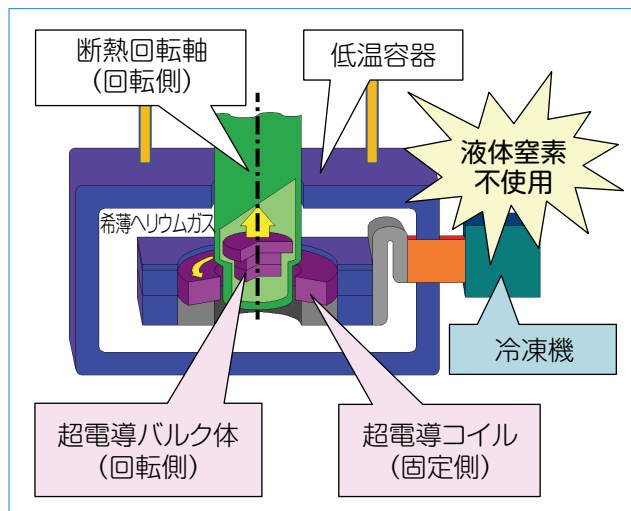 断熱回転軸
（回転側）
低温容器
液体窒素
不使用
希薄ヘリウムガス
冷凍機
超電導バルク体
（回転側）
超電導コイル
（固定側）